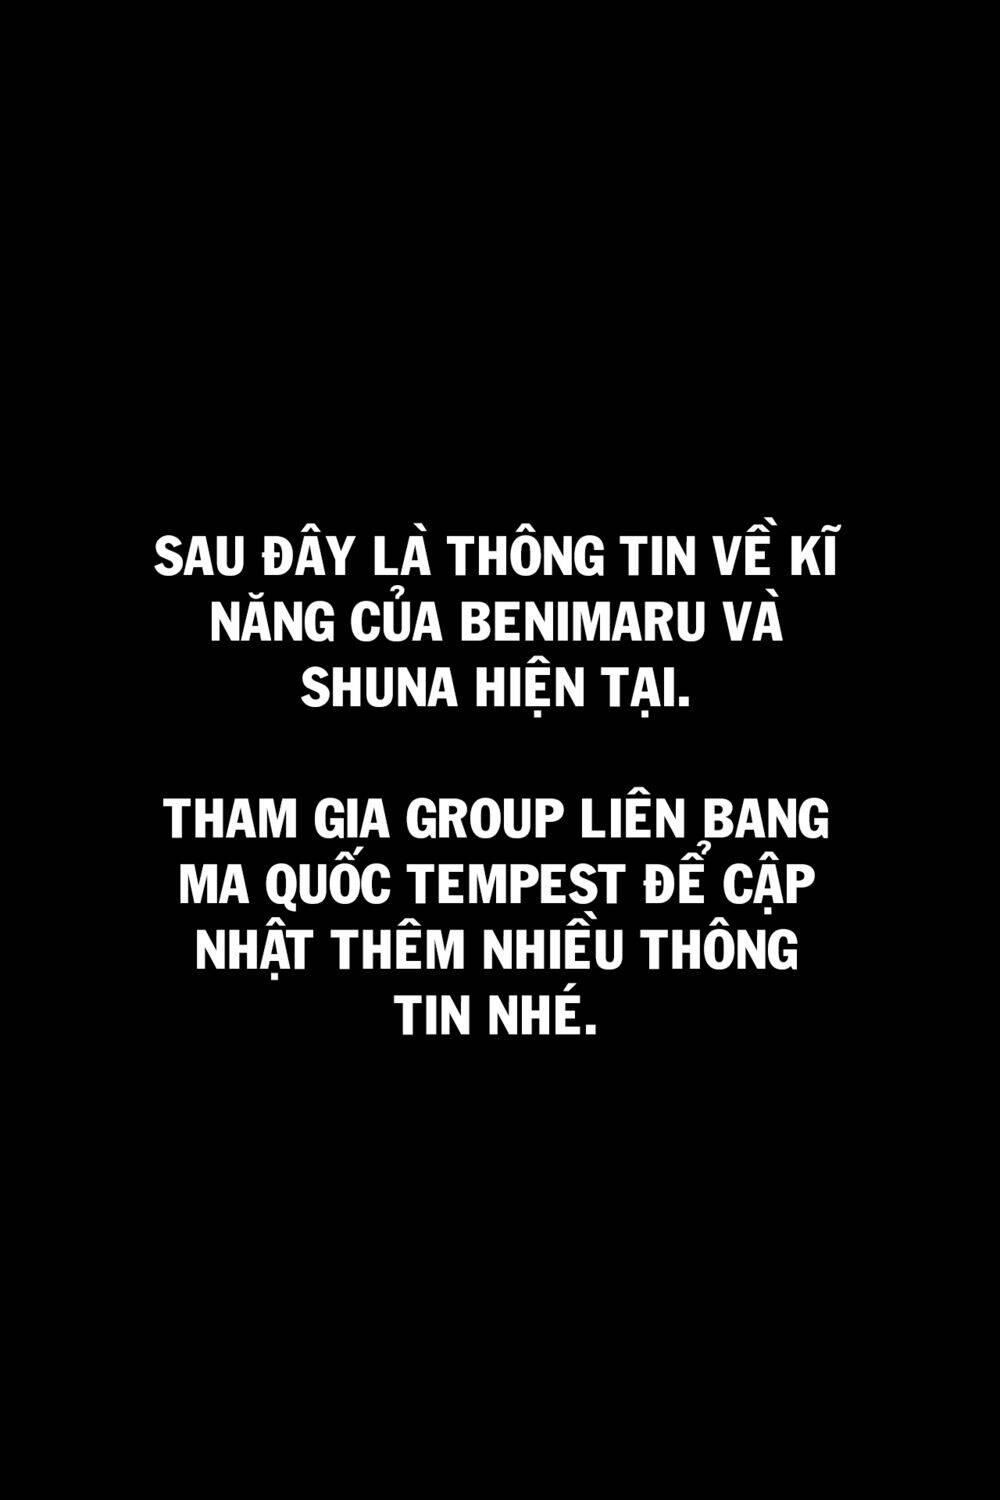 SAU ĐÂY LÀ THÔNG TIN VỀ KĨ
NĂNG CỦA BENIMARU VÀ
SHUNA HIỆN TẠI.
THAM GIA GROUP LIÊN BANG
MA QUỐC TEMPEST ĐỂ CẬP
NHẬT THÊM NHIỀU THÔNG
TIN NHÉ.